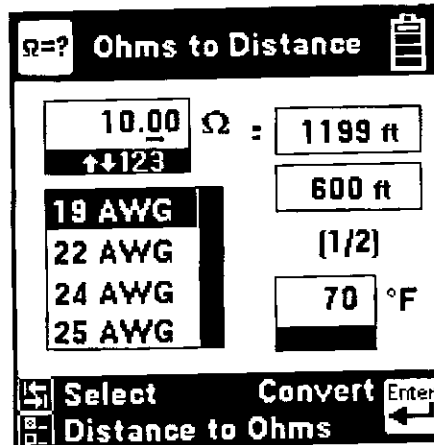 Ω=? Ohms to Distance
10.00 Ω = 1199 ft
↑↓123
600 ft
19 AWG
22 AWG
24 AWG
25 AWG
(1/2)
70 °F
Select Convert Enter
Distance to Ohms